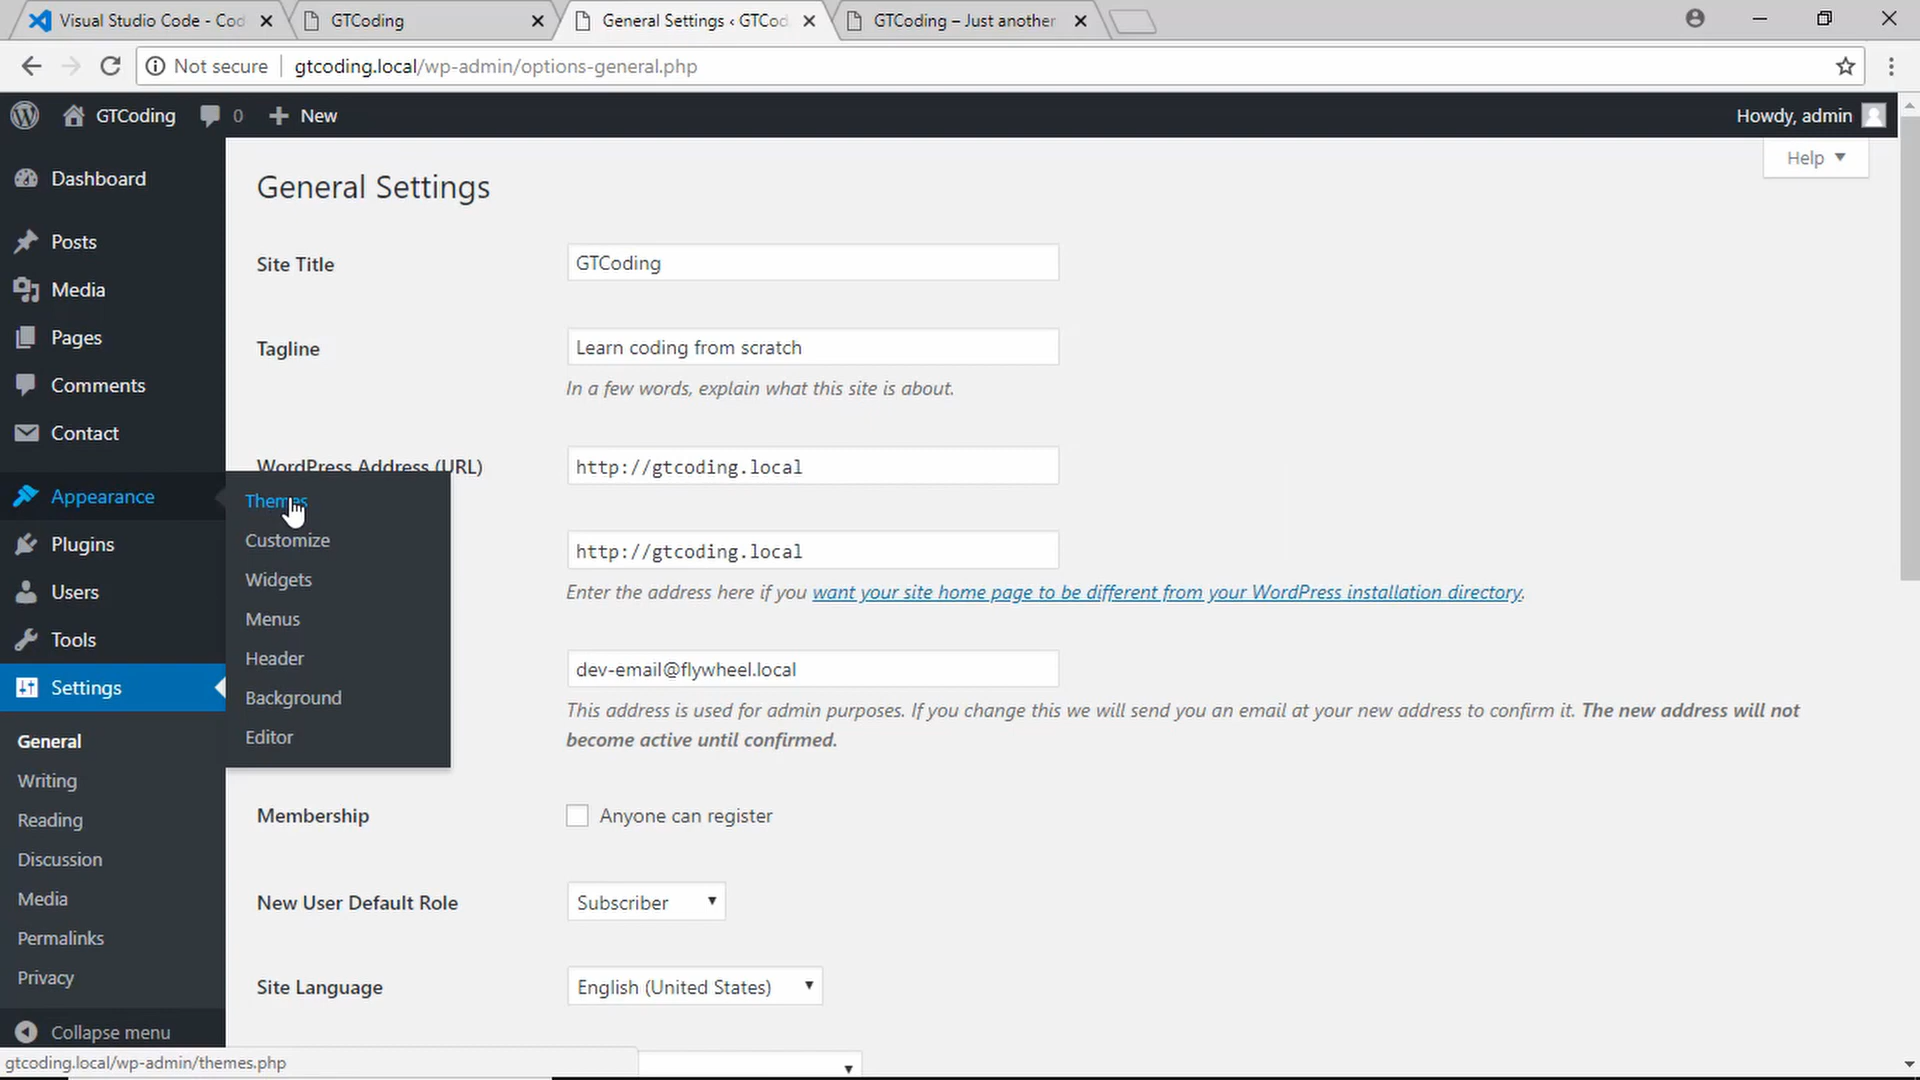 Visual Studio Code - Cod
GTCoding
General Settings ‹ GTCod
GTCoding – Just another
Not secure
gtcoding.local/wp-admin/options-general.php
GTCoding
0
New
Howdy, admin
Help
Dashboard
Posts
Media
Pages
Comments
Contact
Appearance
Plugins
Users
Tools
Settings
General
Writing
Reading
Discussion
Media
Permalinks
Privacy
Collapse menu
Themes
Customize
Widgets
Menus
Header
Background
Editor
General Settings
Site Title
GTCoding
Tagline
Learn coding from scratch
In a few words, explain what this site is about.
WordPress Address (URL)
http://gtcoding.local
http://gtcoding.local
Enter the address here if you want your site home page to be different from your WordPress installation directory.
dev-email@flywheel.local
This address is used for admin purposes. If you change this we will send you an email at your new address to confirm it. The new address will not
become active until confirmed.
Membership
Anyone can register
New User Default Role
Subscriber
Site Language
English (United States)
gtcoding.local/wp-admin/themes.php